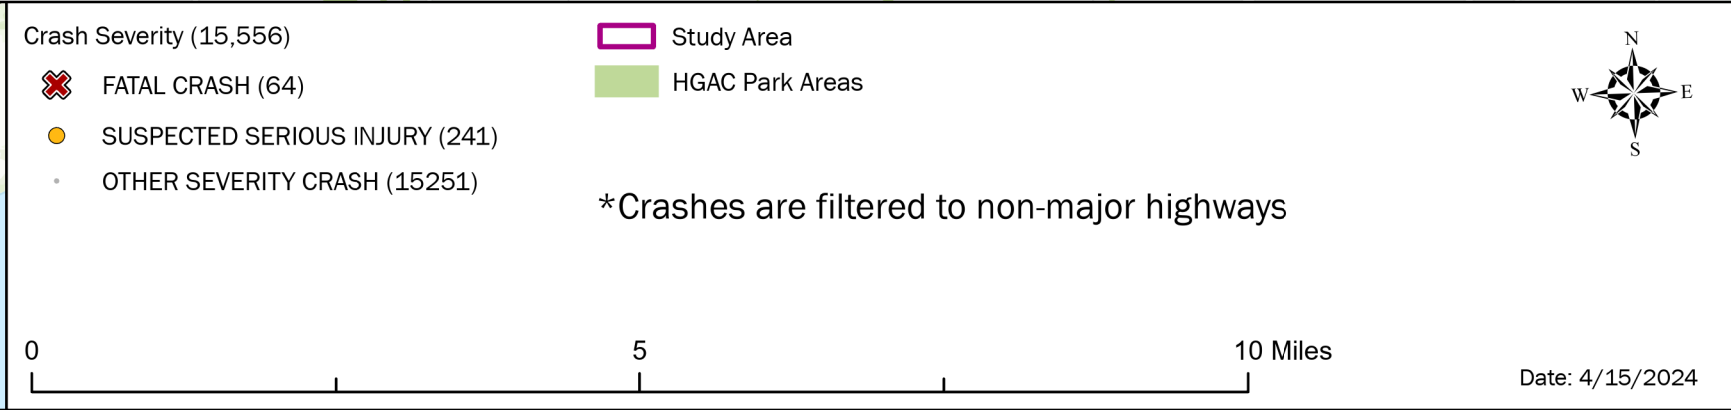 Crash Severity (15,556)
FATAL CRASH (64)
SUSPECTED SERIOUS INJURY (241)
OTHER SEVERITY CRASH (15251)
Study Area
HGAC Park Areas
*Crashes are filtered to non-major highways
N
W E
S
0 5 10 Miles
Date: 4/15/2024